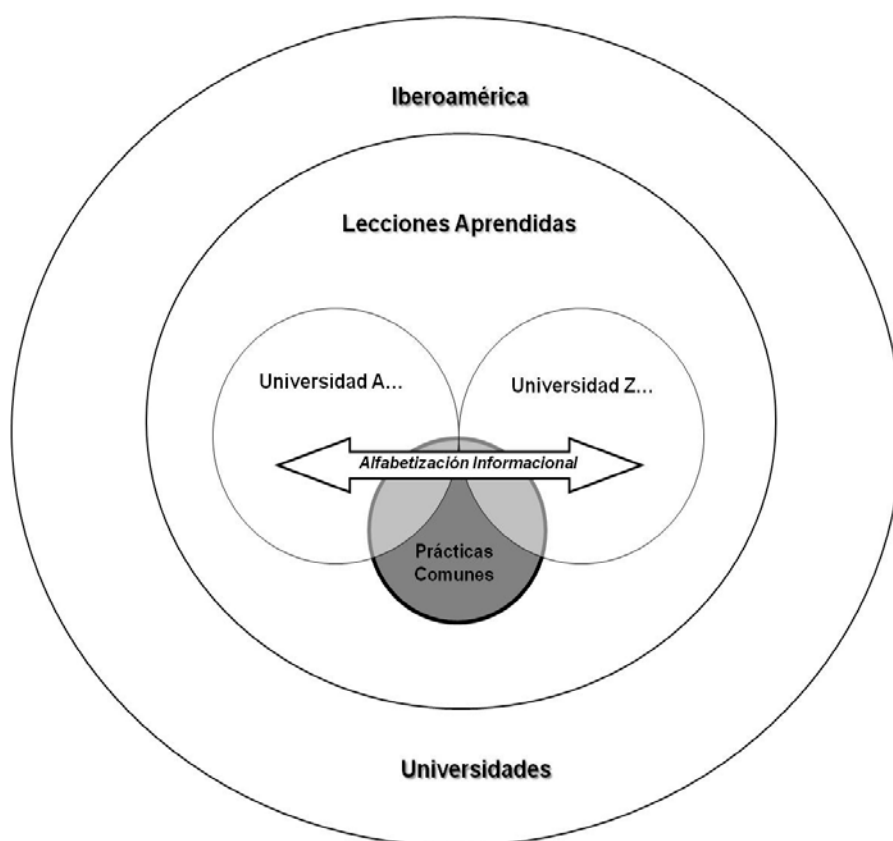 Iberoamérica
Lecciones Aprendidas
Universidad A...
Universidad Z...
Alfabetización Informacional
Prácticas
Comunes
Universidades